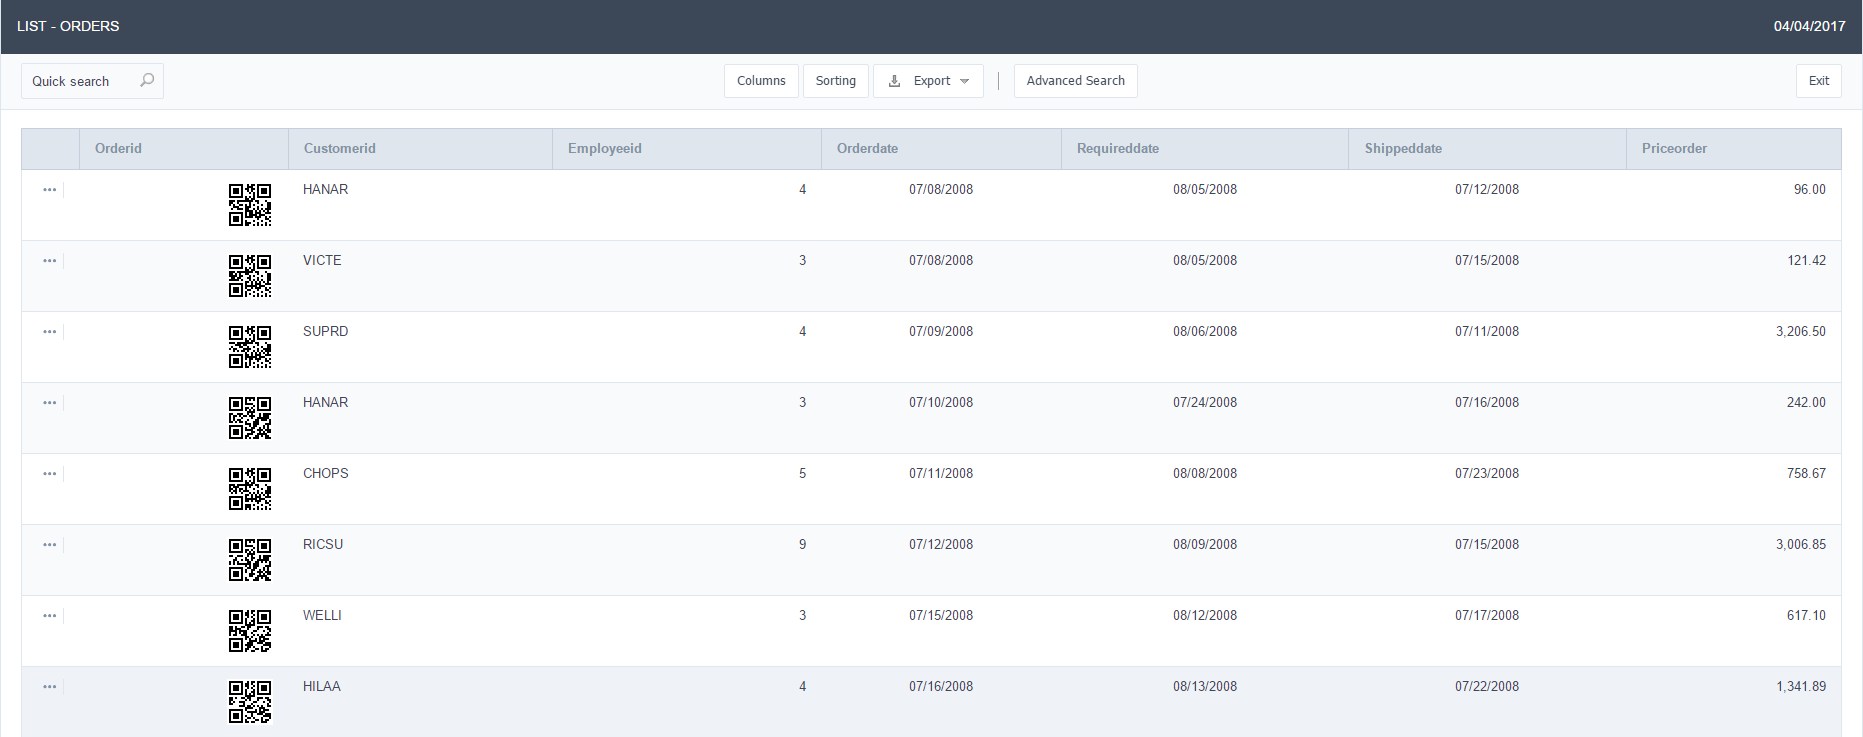 LIST - ORDERS 04/04/2017
Quick search Columns Sorting Export Advanced Search Exit
Orderid Customerid Employeeid Orderdate Requireddate Shippeddate Priceorder
HANAR 4 07/08/2008 08/05/2008 07/12/2008 96.00
VICTE 3 07/08/2008 08/05/2008 07/15/2008 121.42
SUPRD 4 07/09/2008 08/06/2008 07/11/2008 3,206.50
HANAR 3 07/10/2008 07/24/2008 07/16/2008 242.00
CHOPS 5 07/11/2008 08/08/2008 07/23/2008 758.67
RICSU 9 07/12/2008 08/09/2008 07/15/2008 3,006.85
WELLI 3 07/15/2008 08/12/2008 07/17/2008 617.10
HILAA 4 07/16/2008 08/13/2008 07/22/2008 1,341.89